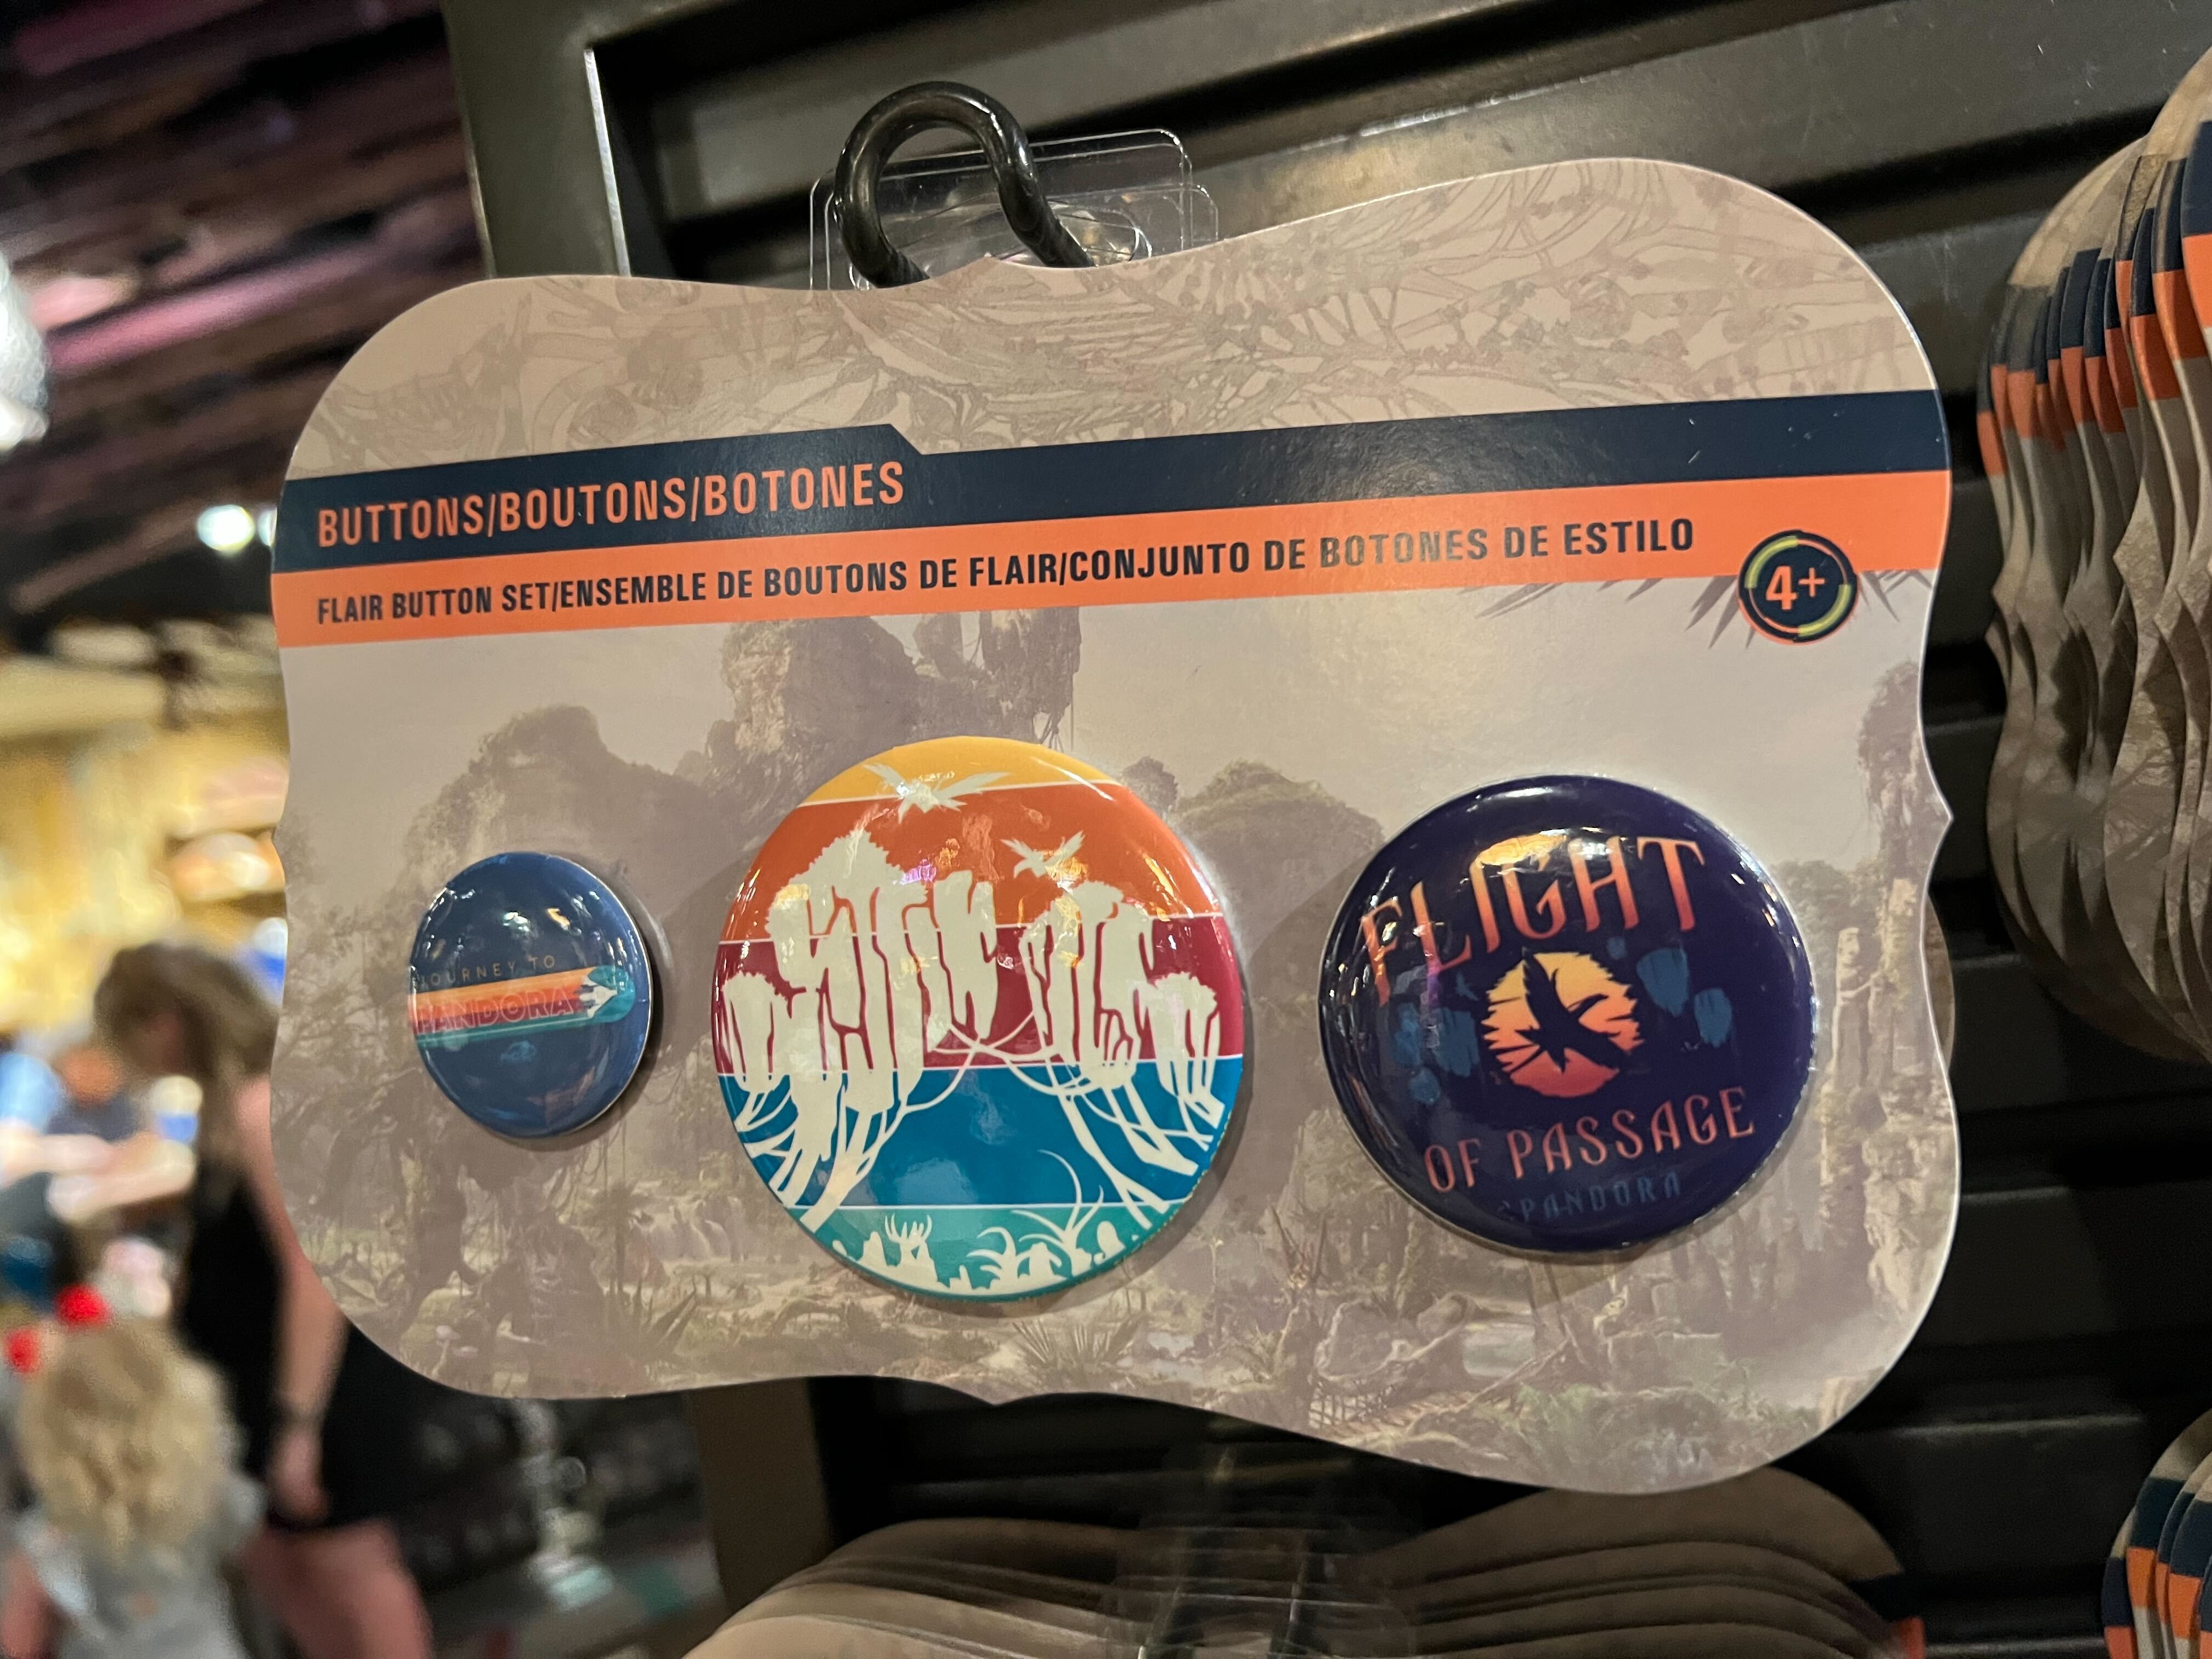 BUTTONS/BOUTONS/BOTONES
FLAIR BUTTON SET/ENSEMBLE DE BOUTONS DE FLAIR/CONJUNTO DE BOTONES DE ESTILO
4+
JOURNEY TO
PANDORA
FLIGHT
OF PASSAGE
PANDORA